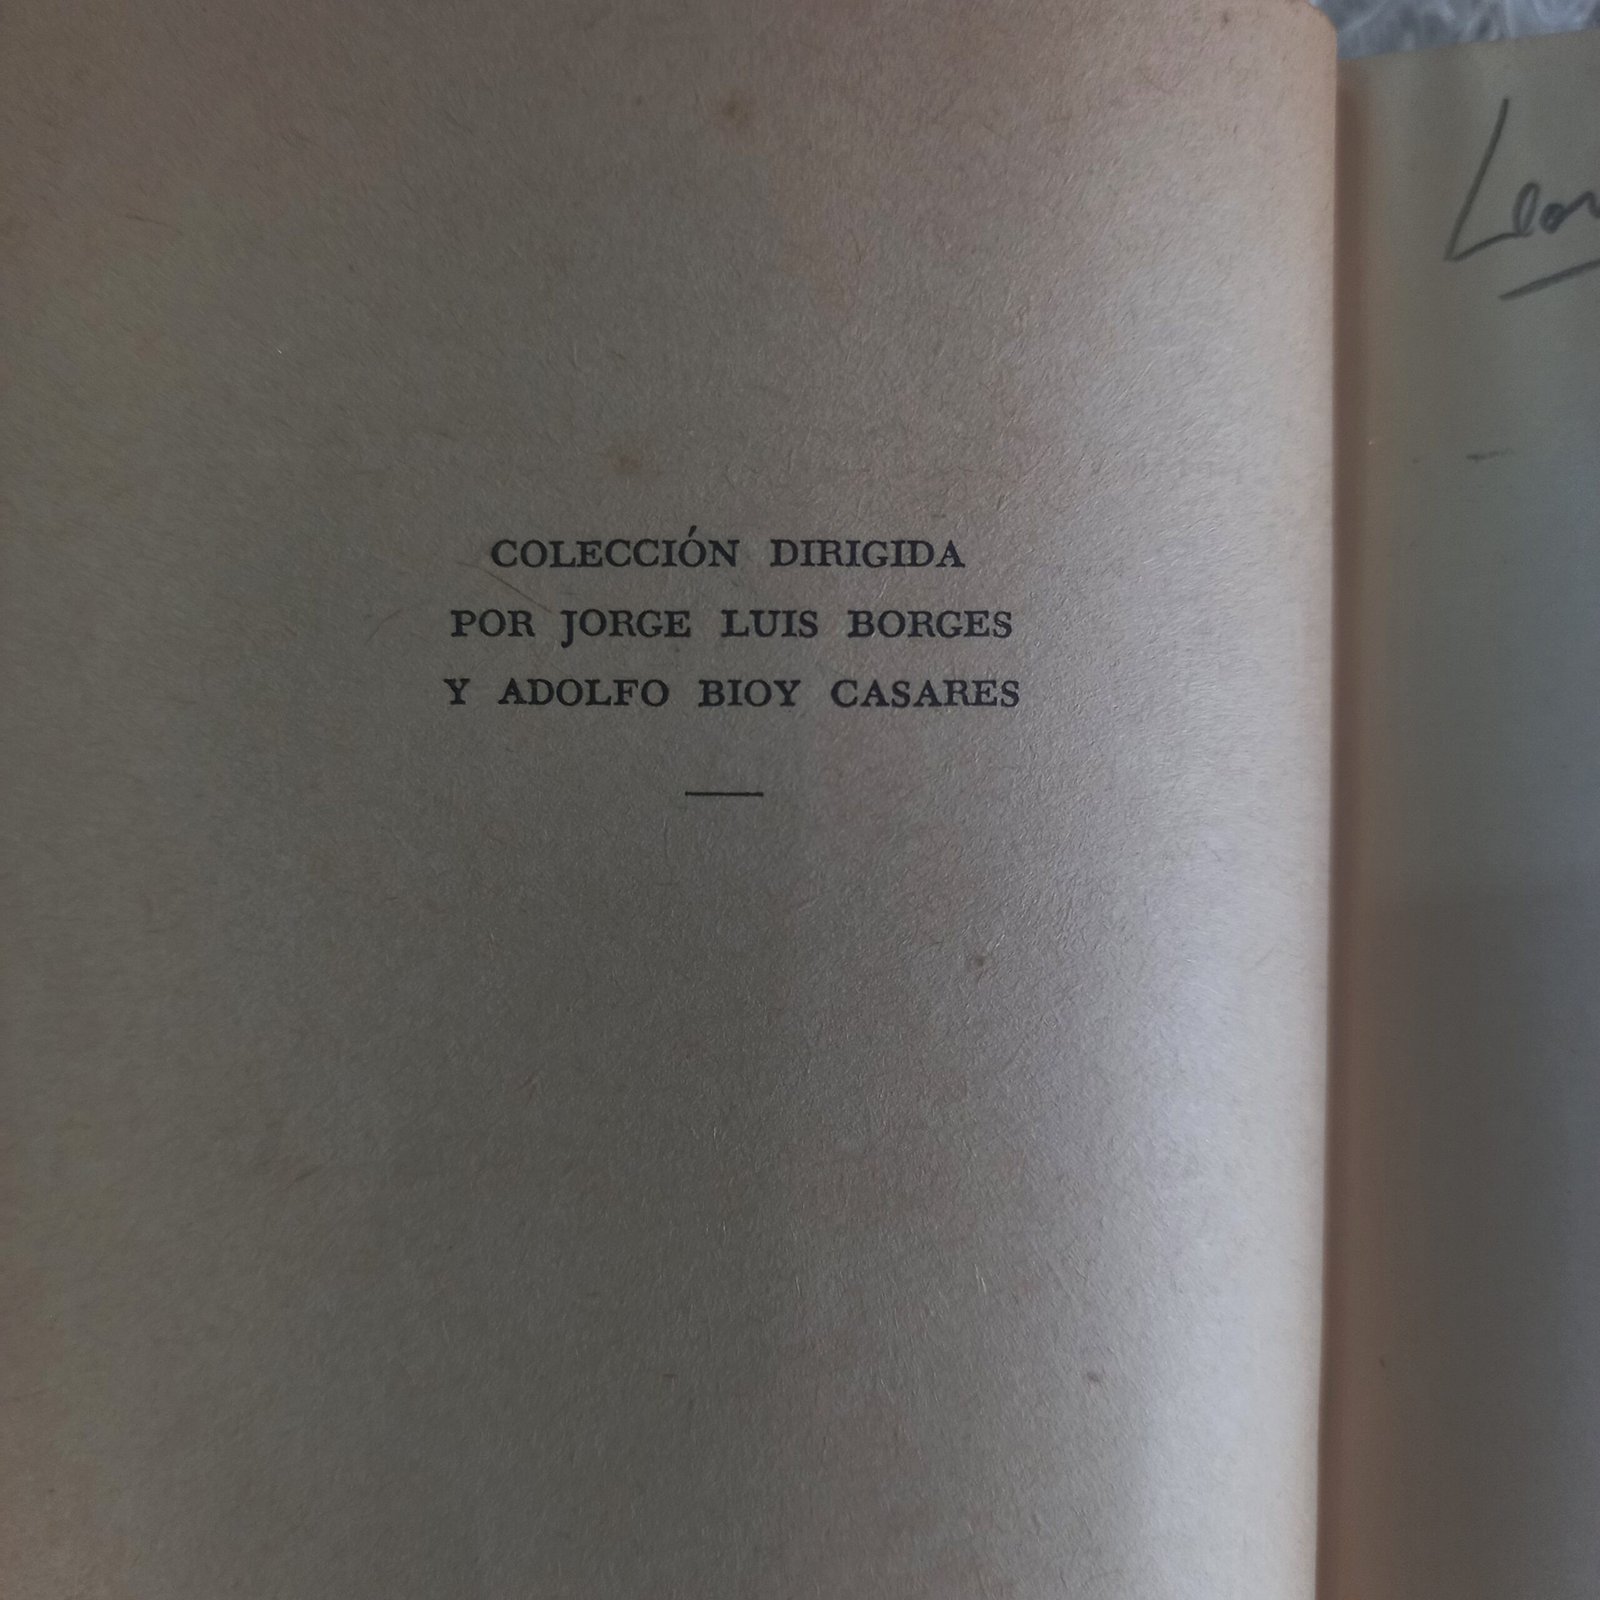 COLECCIÓN DIRIGIDA
POR JORGE LUIS BORGES
Y ADOLFO BIOY CASARES